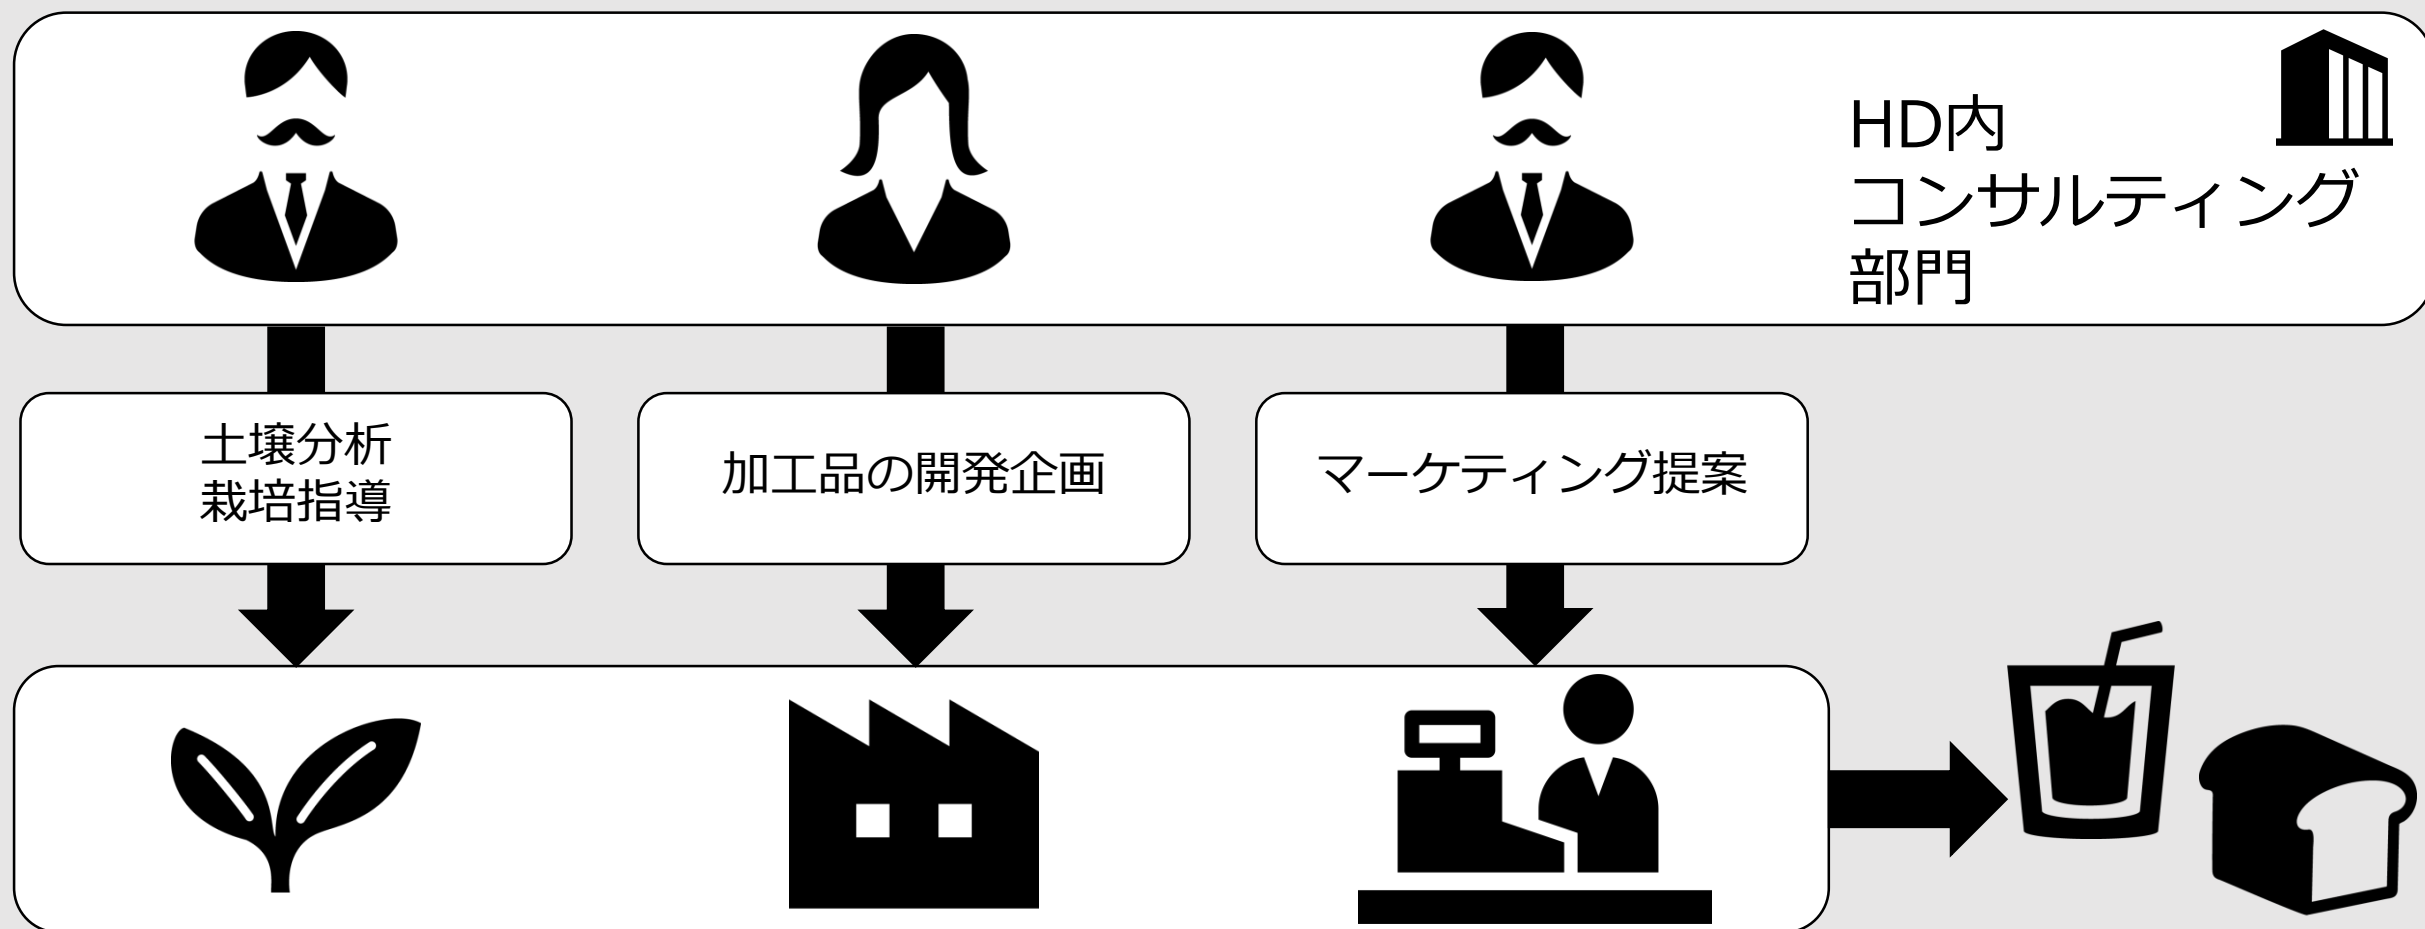 HD内
コンサルティング
部門
土壌分析
栽培指導
加工品の開発企画
マーケティング提案